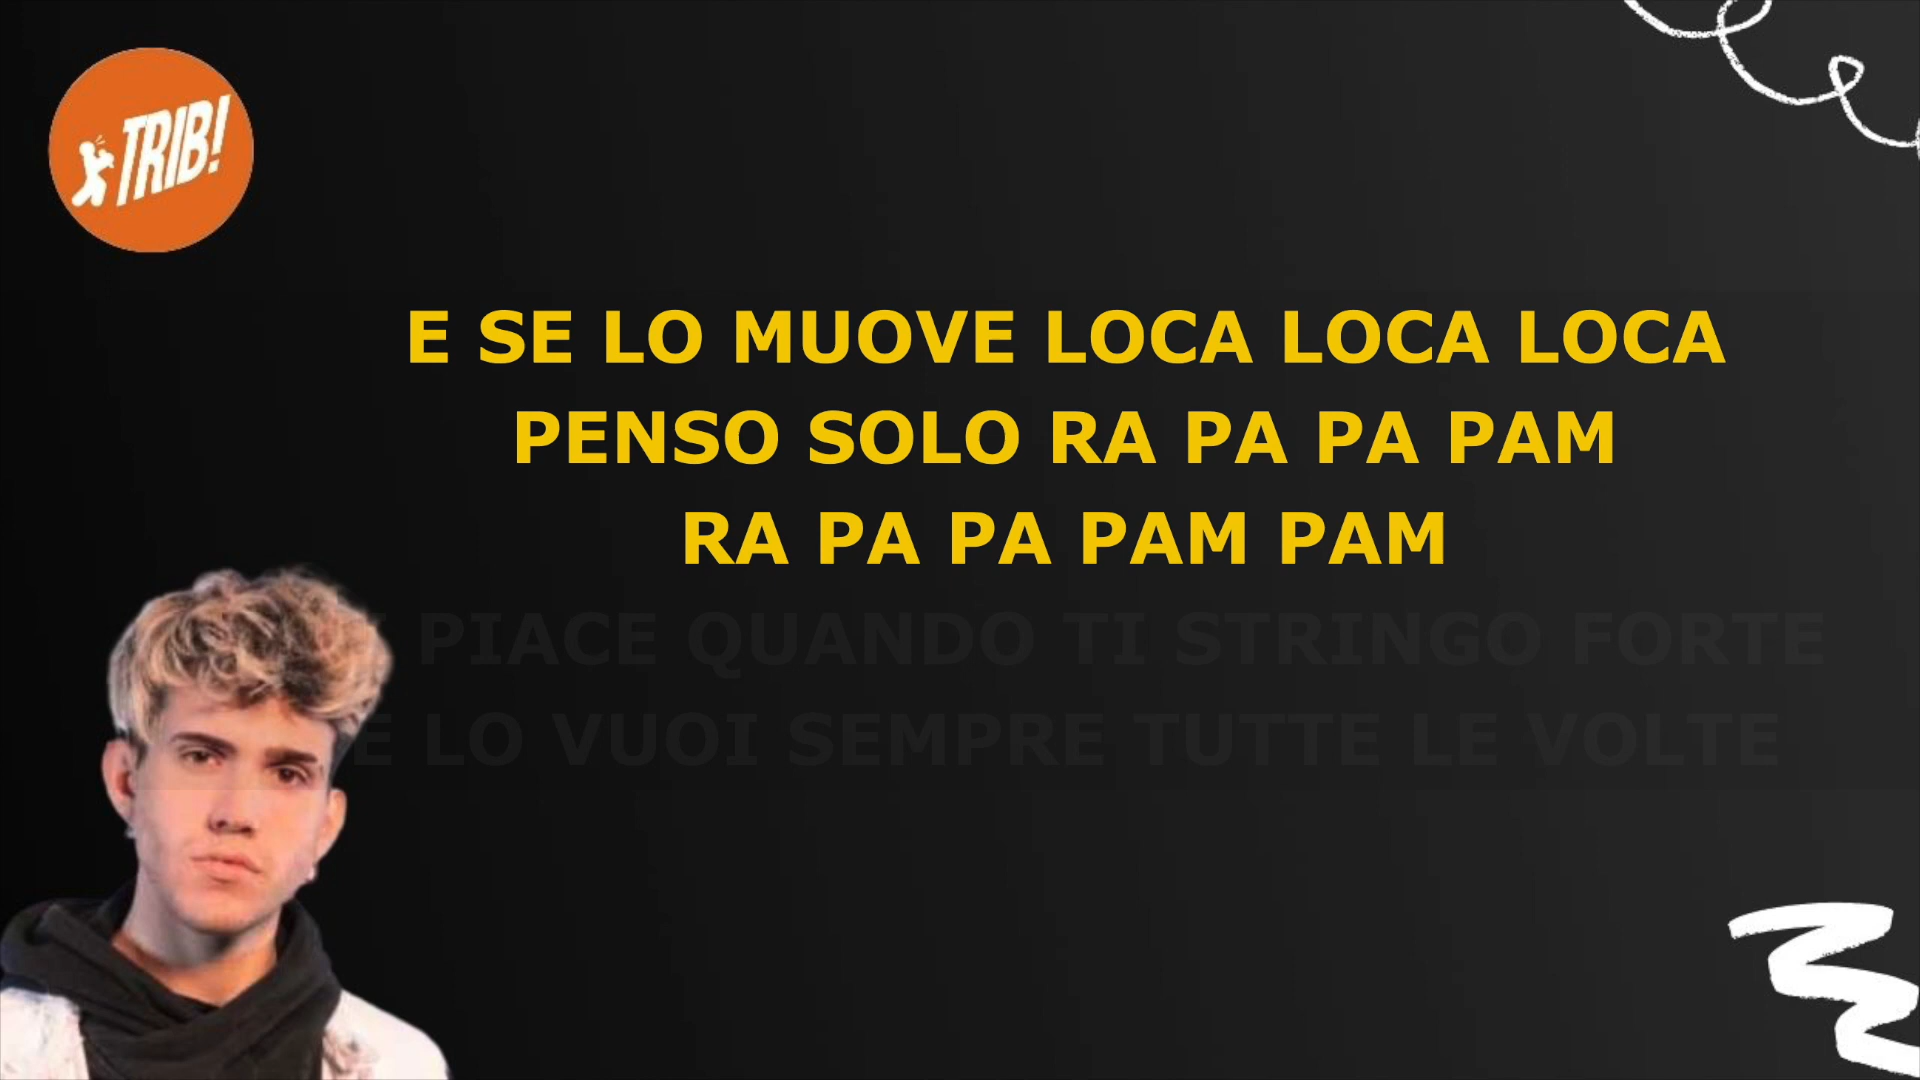 TRIB!
E SE LO MUOVE LOCA LOCA LOCA
PENSO SOLO RA PA PA PAM
RA PA PA PAM PAM
PIACE QUANDO TI STRINGO FORTE
E LO VUOI SEMPRE TUTTE LE VOLTE